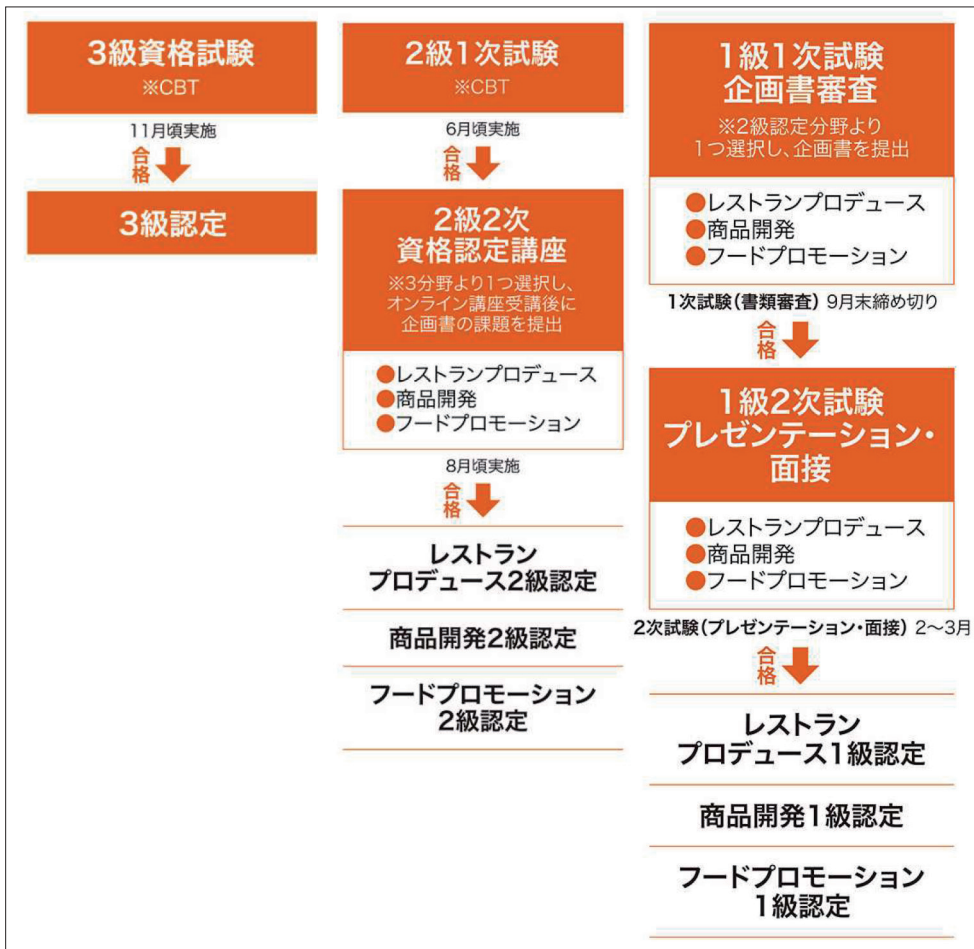 3級資格試験
※CBT
11月頃実施
合格
3級認定
2級1次試験
※CBT
6月頃実施
合格
2級2次
資格認定講座
※3分野より1つ選択し、
オンライン講座受講後に
企画書の課題を提出
●レストランプロデュース
●商品開発
●フードプロモーション
8月頃実施
合格
レストラン
プロデュース2級認定
商品開発2級認定
フードプロモーション
2級認定
1級1次試験
企画書審査
※2級認定分野より
1つ選択し、企画書を提出
●レストランプロデュース
●商品開発
●フードプロモーション
1次試験(書類審査) 9月末締め切り
合格
1級2次試験
プレゼンテーション・
面接
●レストランプロデュース
●商品開発
●フードプロモーション
2次試験(プレゼンテーション・面接) 2〜3月
合格
レストラン
プロデュース1級認定
商品開発1級認定
フードプロモーション
1級認定